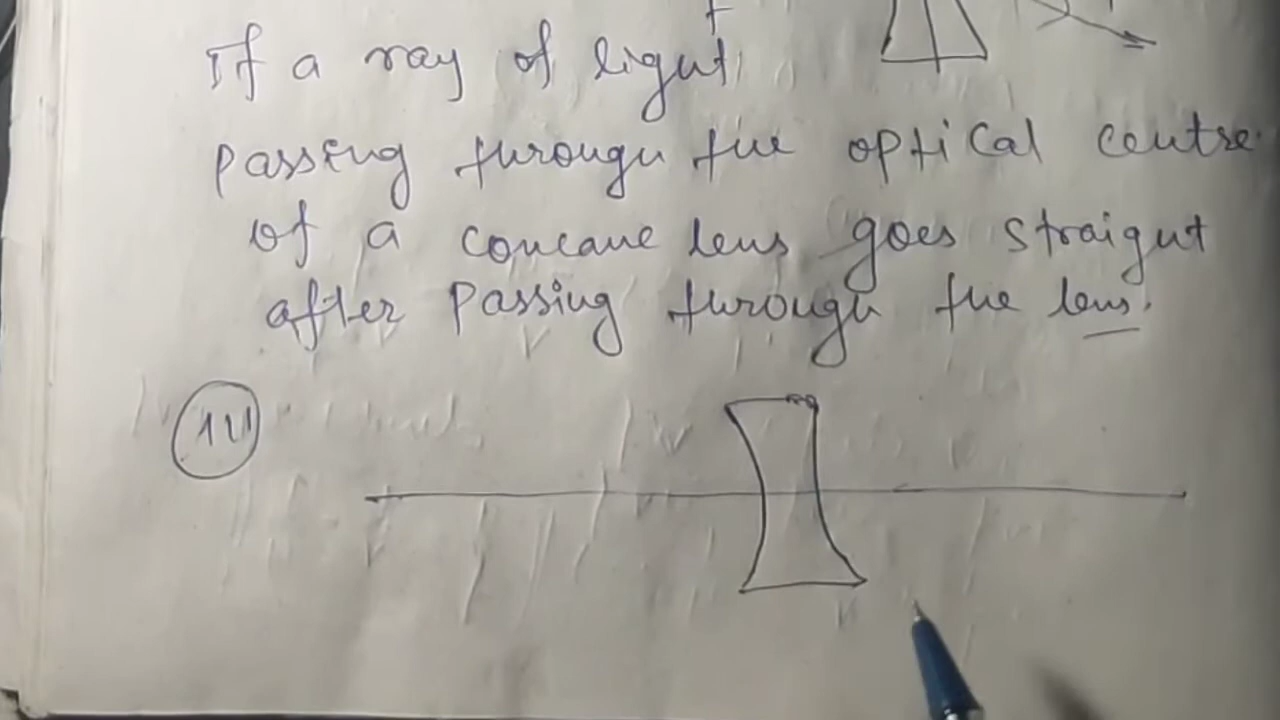 If a ray of light
passing through the optical centre
of a concave lens goes straight
after passing through the lens.